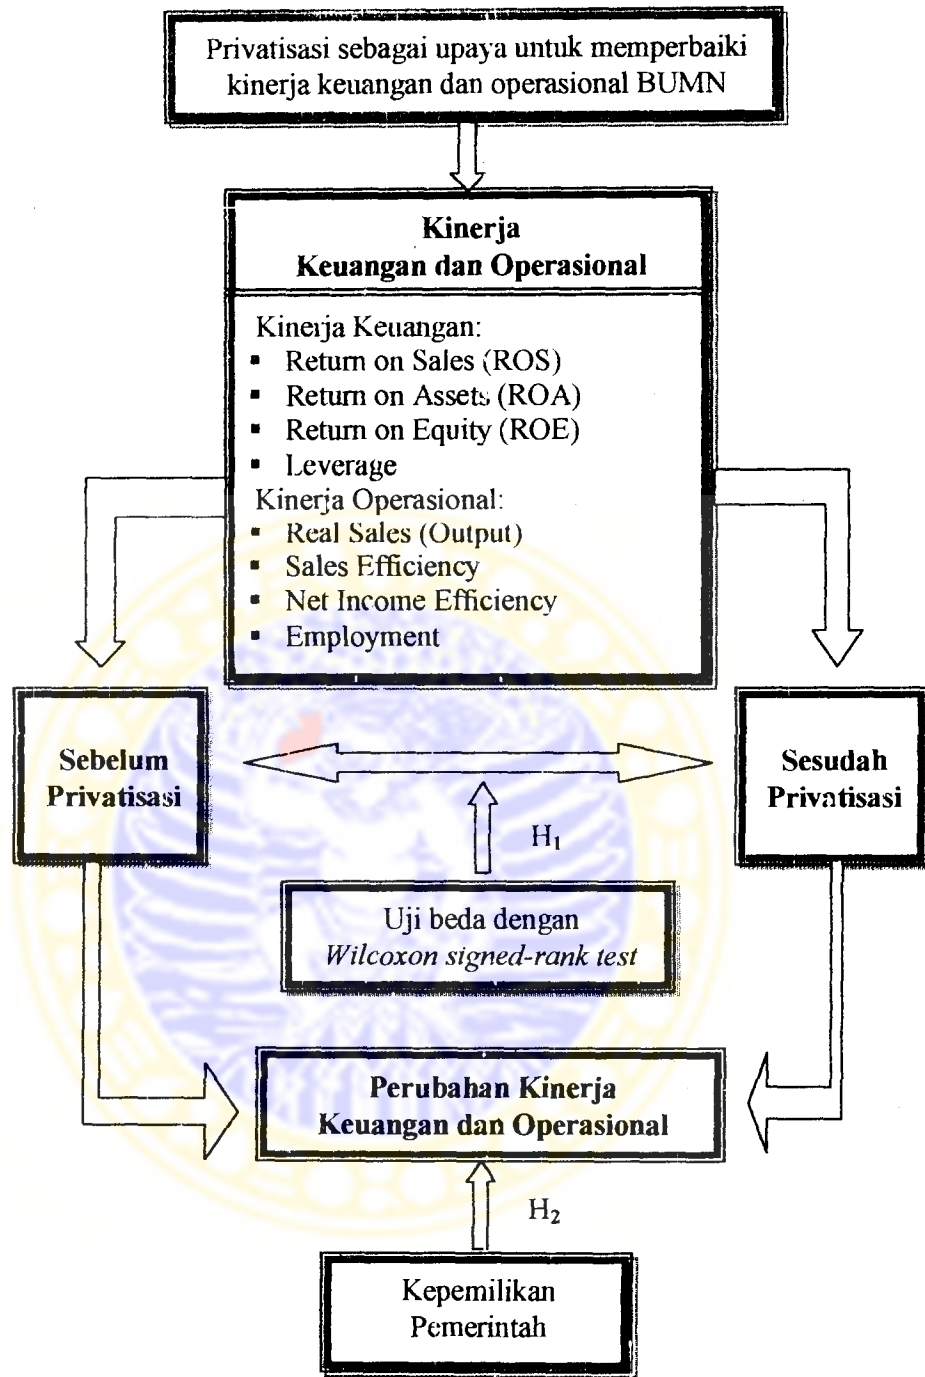 Privatisasi sebagai upaya untuk memperbaiki
kinerja keuangan dan operasional BUMN
Kinerja
Keuangan dan Operasional
Kinerja Keuangan:
▪ Return on Sales (ROS)
▪ Return on Assets (ROA)
▪ Return on Equity (ROE)
▪ Leverage
Kinerja Operasional:
▪ Real Sales (Output)
▪ Sales Efficiency
▪ Net Income Efficiency
▪ Employment
Sebelum
Privatisasi
Sesudah
Privatisasi
H₁
Uji beda dengan
Wilcoxon signed-rank test
Perubahan Kinerja
Keuangan dan Operasional
H₂
Kepemilikan
Pemerintah